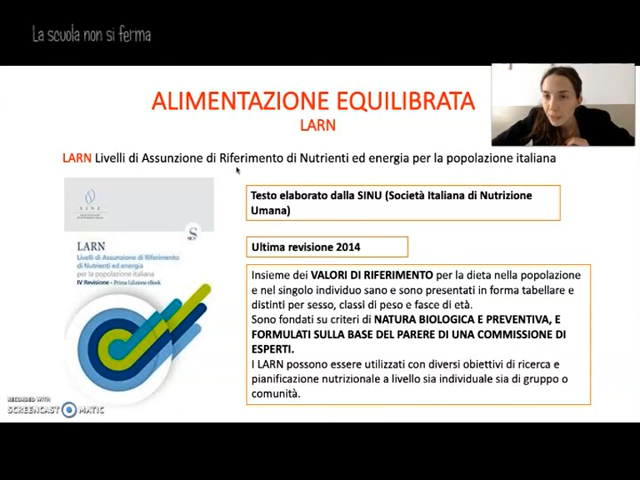 La scuola non si ferma
ALIMENTAZIONE EQUILIBRATA
LARN
LARN Livelli di Assunzione di Riferimento di Nutrienti ed energia per la popolazione italiana
S I N U
LARN
Livelli di Assunzione di Riferimento
di Nutrienti ed energia
per la popolazione italiana
IV Revisione - Prima Edizione eBook
Testo elaborato dalla SINU (Società Italiana di Nutrizione
Umana)
Ultima revisione 2014
Insieme dei VALORI DI RIFERIMENTO per la dieta nella popolazione
e nel singolo individuo sano e sono presentati in forma tabellare e
distinti per sesso, classi di peso e fasce di età.
Sono fondati su criteri di NATURA BIOLOGICA E PREVENTIVA, E
FORMULATI SULLA BASE DEL PARERE DI UNA COMMISSIONE DI
ESPERTI.
I LARN possono essere utilizzati con diversi obiettivi di ricerca e
pianificazione nutrizionale a livello sia individuale sia di gruppo o
comunità.
RECORDED WITH
SCREENCAST MATIC